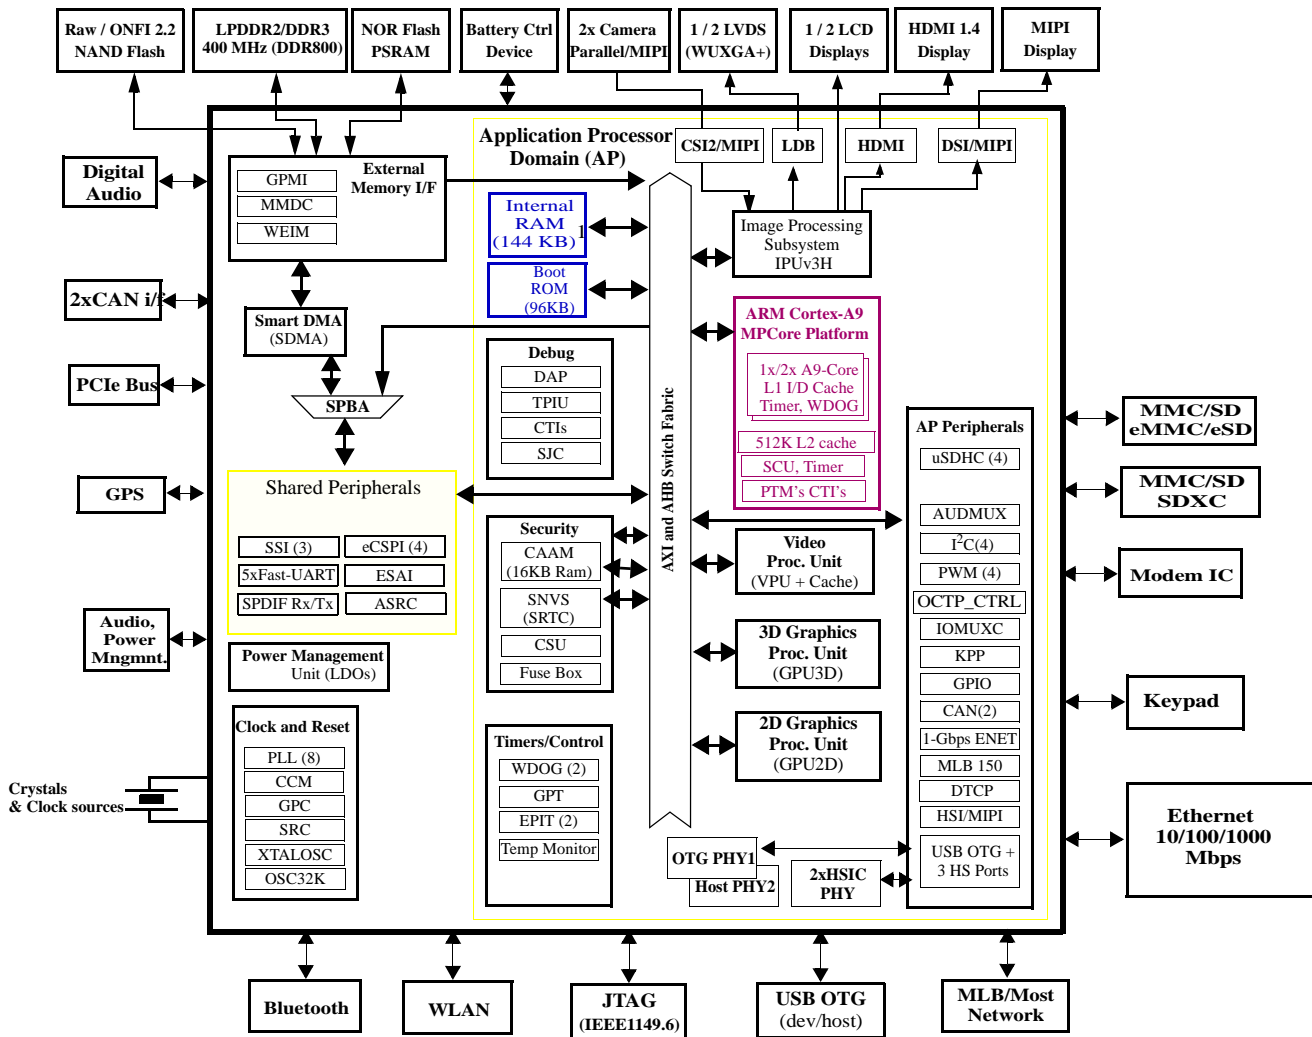 Raw / ONFI 2.2
NAND Flash
LPDDR2/DDR3
400 MHz (DDR800)
NOR Flash
PSRAM
Battery Ctrl
Device
2x Camera
Parallel/MIPI
1 / 2 LVDS
(WUXGA+)
1 / 2 LCD
Displays
HDMI 1.4
Display
MIPI
Display
Application Processor
Domain (AP)
CSI2/MIPI
LDB
HDMI
DSI/MIPI
External
Memory I/F
GPMI
MMDC
WEIM
Digital
Audio
Internal
RAM
(144 KB)
1
Boot
ROM
(96KB)
Image Processing
Subsystem
IPUv3H
2xCAN i/f
Smart DMA
(SDMA)
ARM Cortex-A9
MPCore Platform
1x/2x A9-Core
L1 I/D Cache
Timer, WDOG
512K L2 cache
SCU, Timer
PTM's CTI's
Debug
DAP
TPIU
CTIs
SJC
PCIe Bus
SPBA
AXI and AHB Switch Fabric
AP Peripherals
uSDHC (4)
AUDMUX
I2C(4)
PWM (4)
OCTP_CTRL
IOMUXC
KPP
GPIO
CAN(2)
1-Gbps ENET
MLB 150
DTCP
HSI/MIPI
USB OTG +
3 HS Ports
MMC/SD
eMMC/eSD
MMC/SD
SDXC
Modem IC
Keypad
Ethernet
10/100/1000
Mbps
GPS
Shared Peripherals
SSI (3)
eCSPI (4)
5xFast-UART
ESAI
SPDIF Rx/Tx
ASRC
Security
CAAM
(16KB Ram)
SNVS
(SRTC)
CSU
Fuse Box
Video
Proc. Unit
(VPU + Cache)
3D Graphics
Proc. Unit
(GPU3D)
2D Graphics
Proc. Unit
(GPU2D)
Audio,
Power
Mngmnt.
Power Management
Unit (LDOs)
Clock and Reset
PLL (8)
CCM
GPC
SRC
XTALOSC
OSC32K
Timers/Control
WDOG (2)
GPT
EPIT (2)
Temp Monitor
Crystals
& Clock sources
OTG PHY1
Host PHY2
2xHSIC
PHY
Bluetooth
WLAN
JTAG
(IEEE1149.6)
USB OTG
(dev/host)
MLB/Most
Network